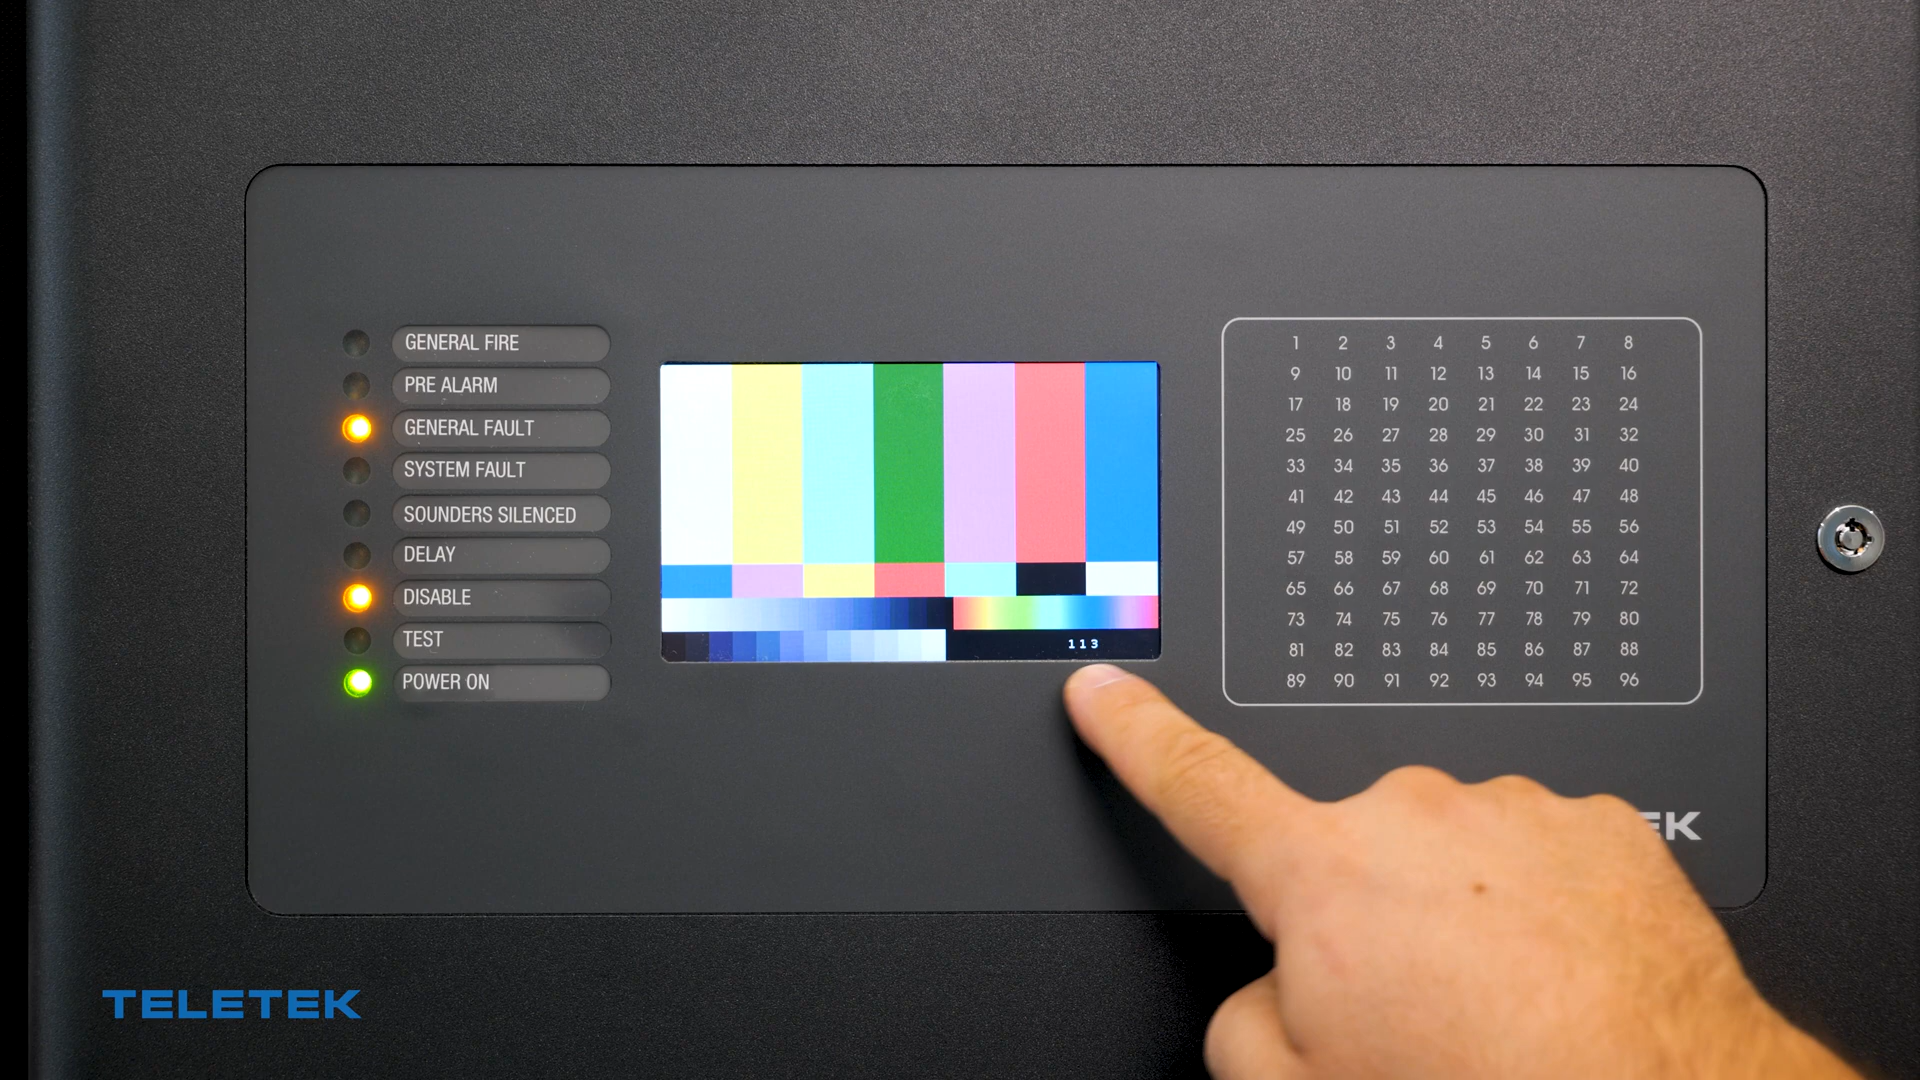 GENERAL FIRE
PRE ALARM
GENERAL FAULT
SYSTEM FAULT
SOUNDERS SILENCED
DELAY
DISABLE
TEST
POWER ON
113
1 2 3 4 5 6 7 8
9 10 11 12 13 14 15 16
17 18 19 20 21 22 23 24
25 26 27 28 29 30 31 32
33 34 35 36 37 38 39 40
41 42 43 44 45 46 47 48
49 50 51 52 53 54 55 56
57 58 59 60 61 62 63 64
65 66 67 68 69 70 71 72
73 74 75 76 77 78 79 80
81 82 83 84 85 86 87 88
89 90 91 92 93 94 95 96
EK
TELETEK